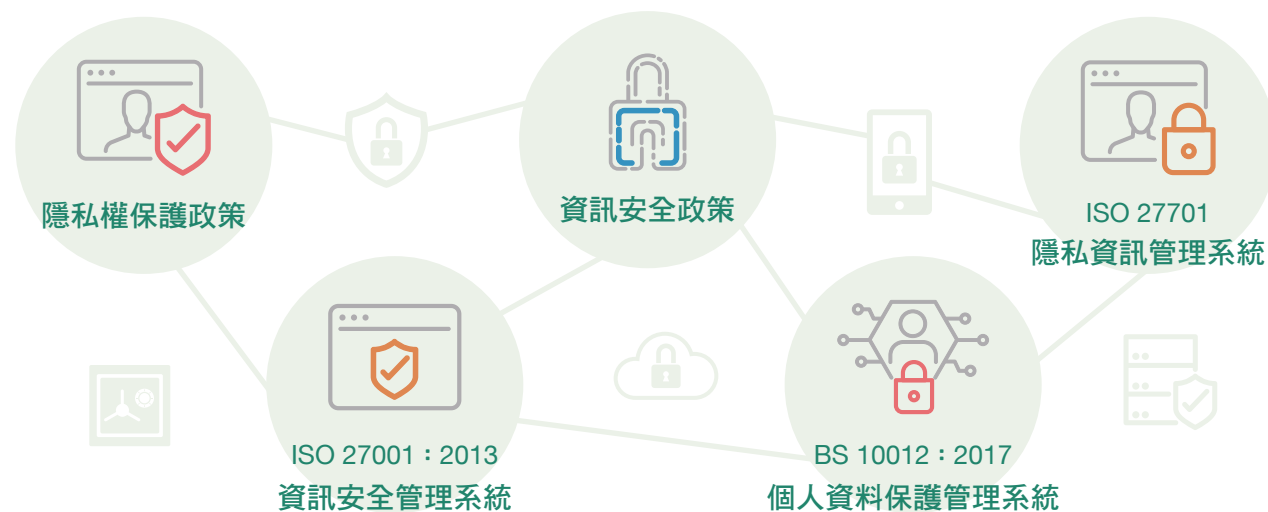 隱私權保護政策
資訊安全政策
ISO 27701
隱私資訊管理系統
ISO 27001：2013
資訊安全管理系統
BS 10012：2017
個人資料保護管理系統